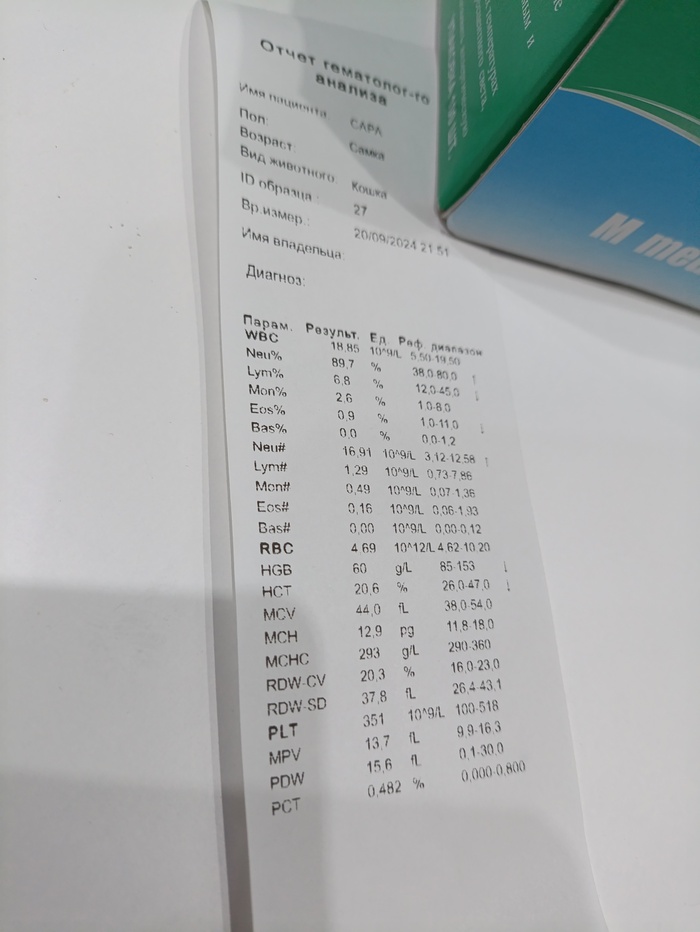 Отчет гематолог-го
анализа
Имя пациента: САРА
Пол: Самка
Возраст:
Вид животного: Кошка
ID образца: 27
Вр.измер.: 20/09/2024 21:51
Имя владельца:
Диагноз:
Парам. Результ. Ед. Реф. диапазон
WBC 18,85 10^9/L 5,50-19,50
Neu% 89,7 % 38,0-80,0 ↑
Lym% 6,8 % 12,0-45,0 ↓
Mon% 2,6 % 1,0-8,0
Eos% 0,9 % 1,0-11,0 ↓
Bas% 0,0 % 0,0-1,2
Neu# 16,91 10^9/L 3,12-12,58 ↑
Lym# 1,29 10^9/L 0,73-7,86
Mon# 0,49 10^9/L 0,07-1,36
Eos# 0,16 10^9/L 0,06-1,93
Bas# 0,00 10^9/L 0,00-0,12
RBC 4,69 10^12/L 4,62-10,20
HGB 60 g/L 85-153 ↓
HCT 20,6 % 26,0-47,0 ↓
MCV 44,0 fL 38,0-54,0
MCH 12,9 pg 11,8-18,0
MCHC 293 g/L 290-360
RDW-CV 20,3 % 16,0-23,0
RDW-SD 37,8 fL 26,4-43,1
PLT 351 10^9/L 100-518
MPV 13,7 fL 9,9-16,3
PDW 15,6 fL 0,1-30,0
PCT 0,482 % 0,000-0,800
M med